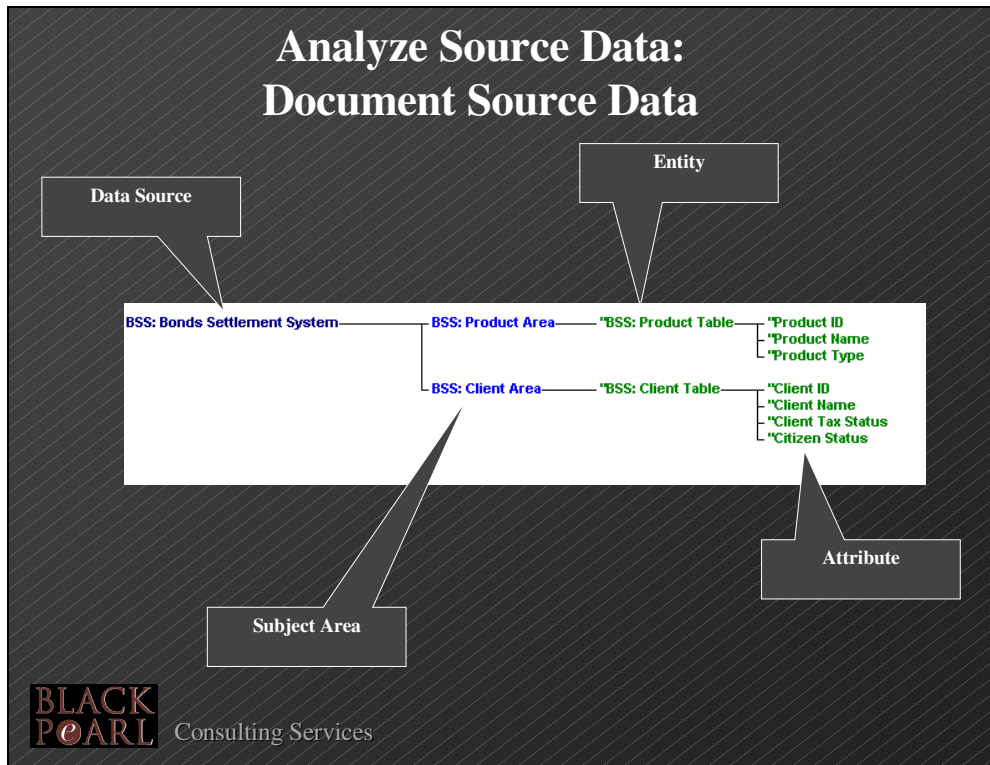 Analyze Source Data:
Document Source Data
Entity
Data Source
BSS: Bonds Settlement System
BSS: Product Area
"BSS: Product Table
"Product ID
"Product Name
"Product Type
BSS: Client Area
"BSS: Client Table
"Client ID
"Client Name
"Client Tax Status
"Citizen Status
Attribute
Subject Area
BLACK
PeARL
Consulting Services